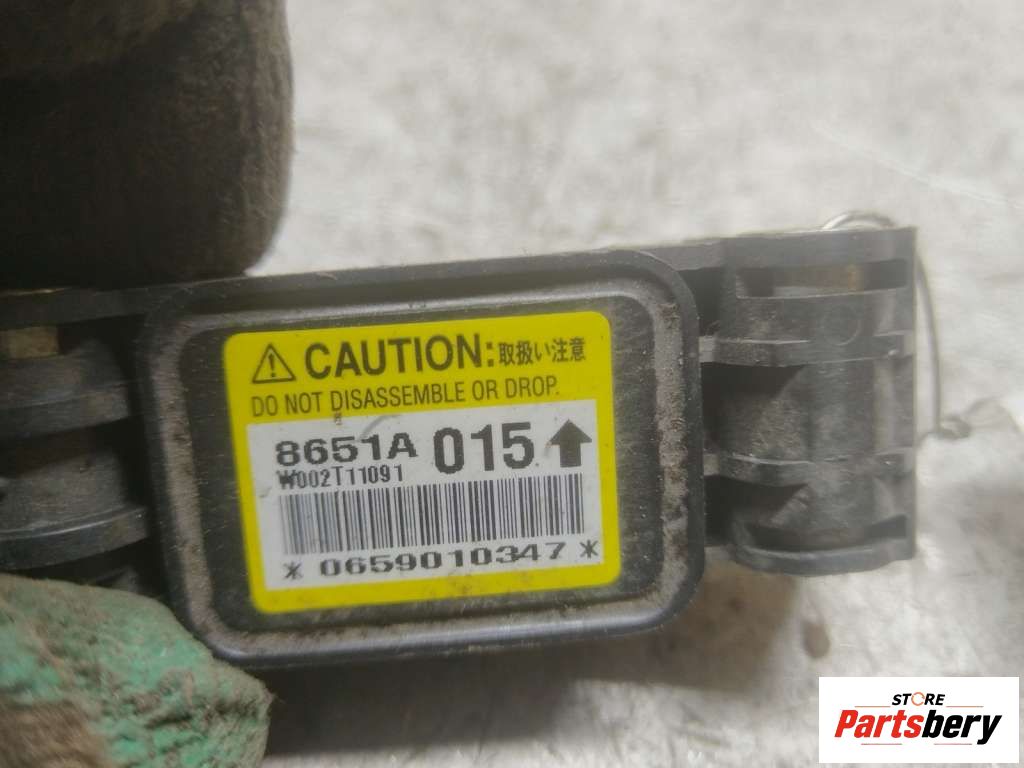 CAUTION:取扱い注意
DO NOT DISASSEMBLE OR DROP.
8651A 015
W002T11091
*0659010347*
STORE
Partsbery